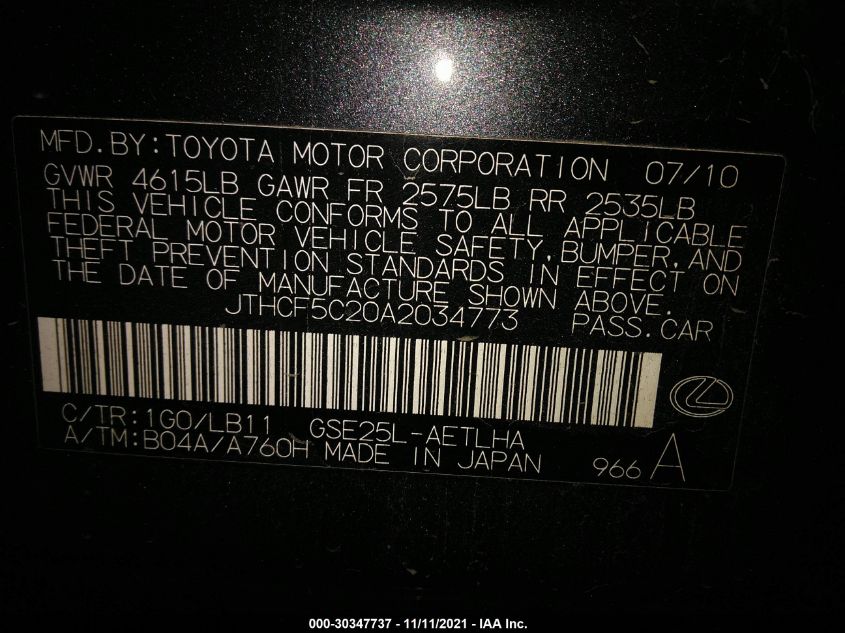 MFD.BY:TOYOTA MOTOR CORPORATION 07/10
GVWR 4615LB GAWR FR 2575LB RR 2535LB
THIS VEHICLE CONFORMS TO ALL APPLICABLE
FEDERAL MOTOR VEHICLE SAFETY,BUMPER,AND
THEFT PREVENTION STANDARDS IN EFFECT ON
THE DATE OF MANUFACTURE SHOWN ABOVE.
JTHCF5C20A2034773 PASS.CAR
C/TR:1G0/LB11 GSE25L-AETLHA
A/TM:B04A/A760H MADE IN JAPAN 966 A
000-30347737 - 11/11/2021 - IAA Inc.